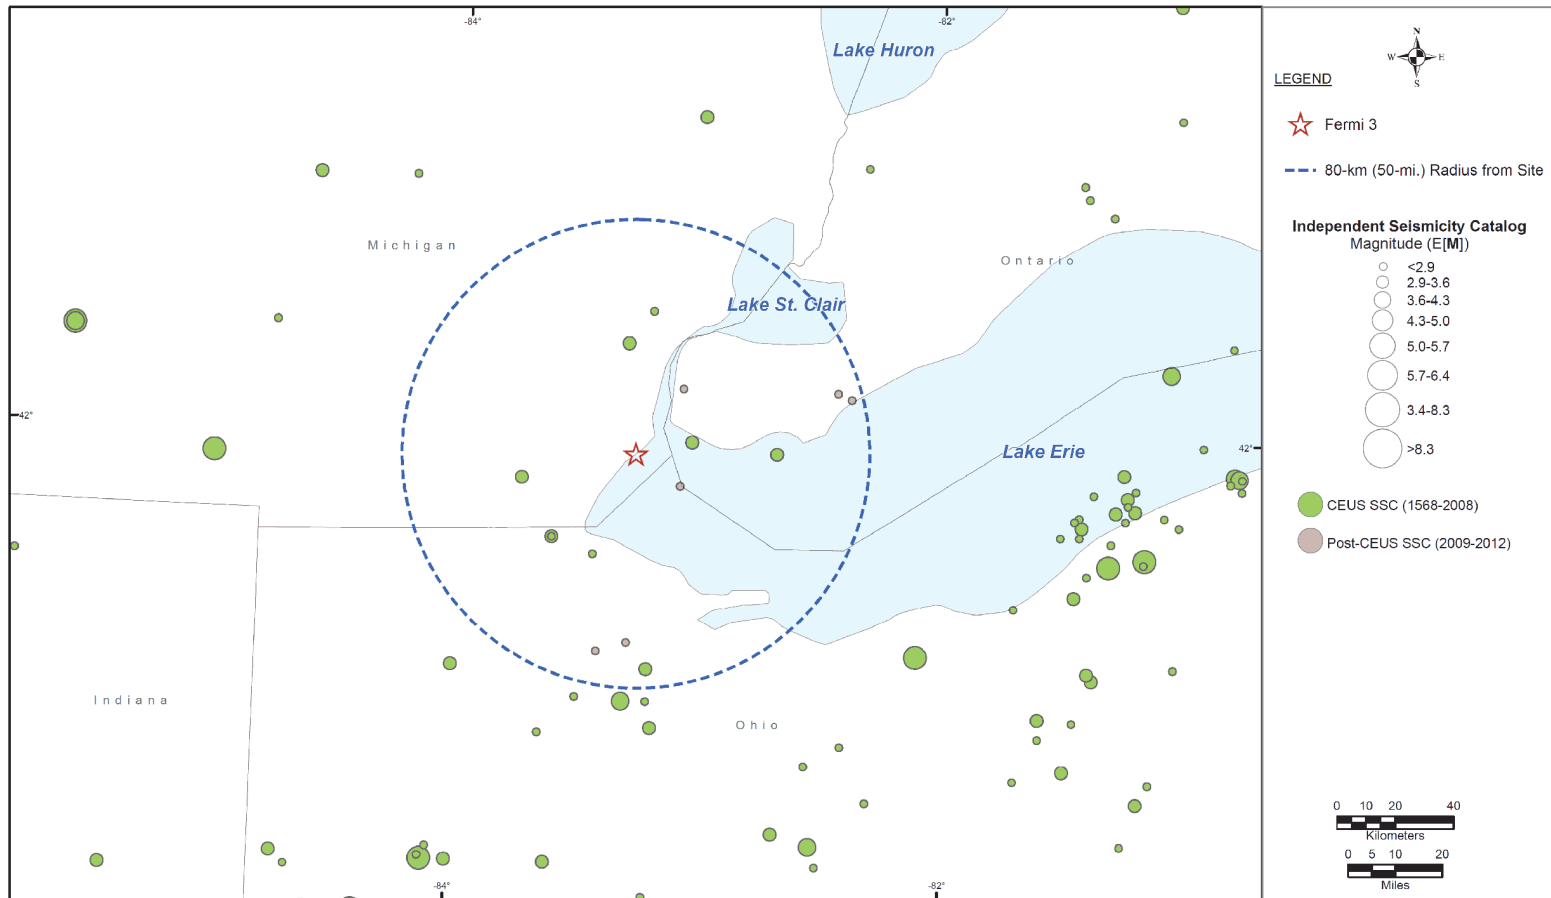 -84°
-82°
Lake Huron
Michigan
Ontario
Lake St. Clair
42°
Lake Erie
42°
Indiana
Ohio
-84°
-82°
N
W E
S
LEGEND
Fermi 3
80-km (50-mi.) Radius from Site
Independent Seismicity Catalog
Magnitude (E[M])
<2.9
2.9-3.6
3.6-4.3
4.3-5.0
5.0-5.7
5.7-6.4
3.4-8.3
>8.3
CEUS SSC (1568-2008)
Post-CEUS SSC (2009-2012)
0 10 20 40
Kilometers
0 5 10 20
Miles